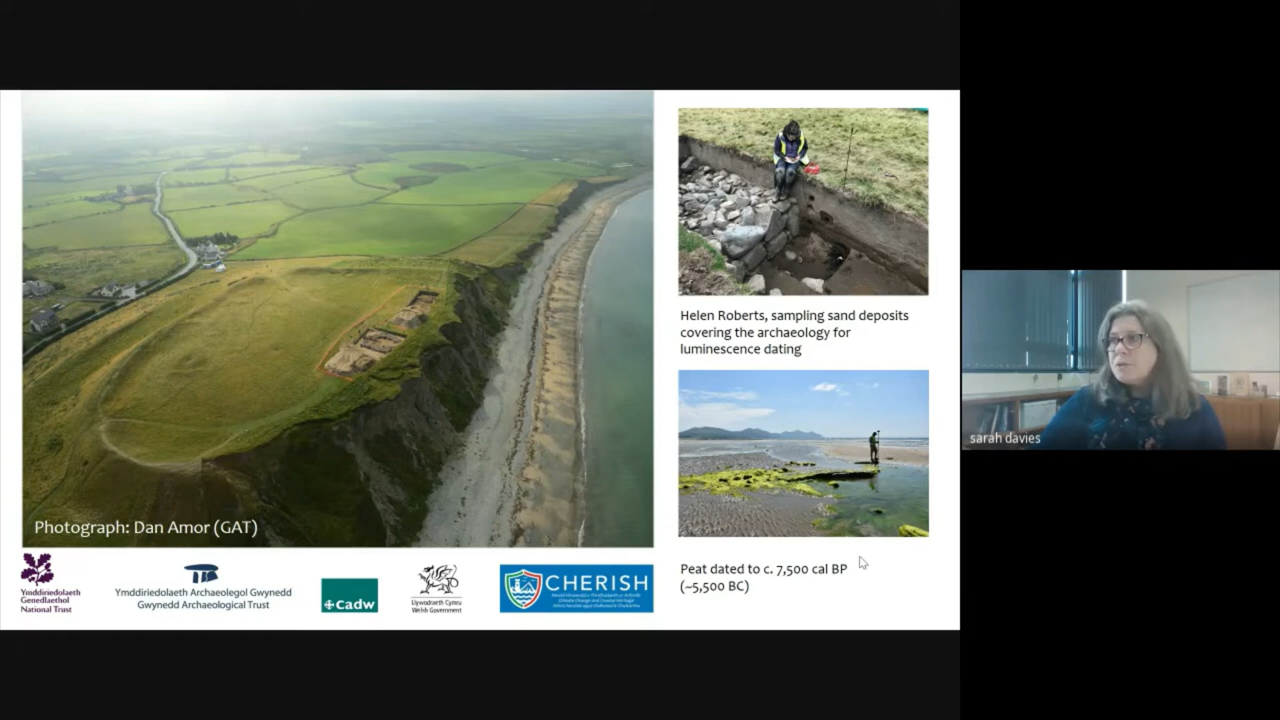 Photograph: Dan Amor (GAT)
Helen Roberts, sampling sand deposits
covering the archaeology for
luminescence dating
Peat dated to c. 7,500 cal BP
(~5,500 BC)
Ymddiriedolaeth
Genedlaethol
National Trust
Ymddiriedolaeth Archaeolegol Gwynedd
Gwynedd Archaeological Trust
Cadw
Llywodraeth Cymru
Welsh Government
CHERISH
sarah davies